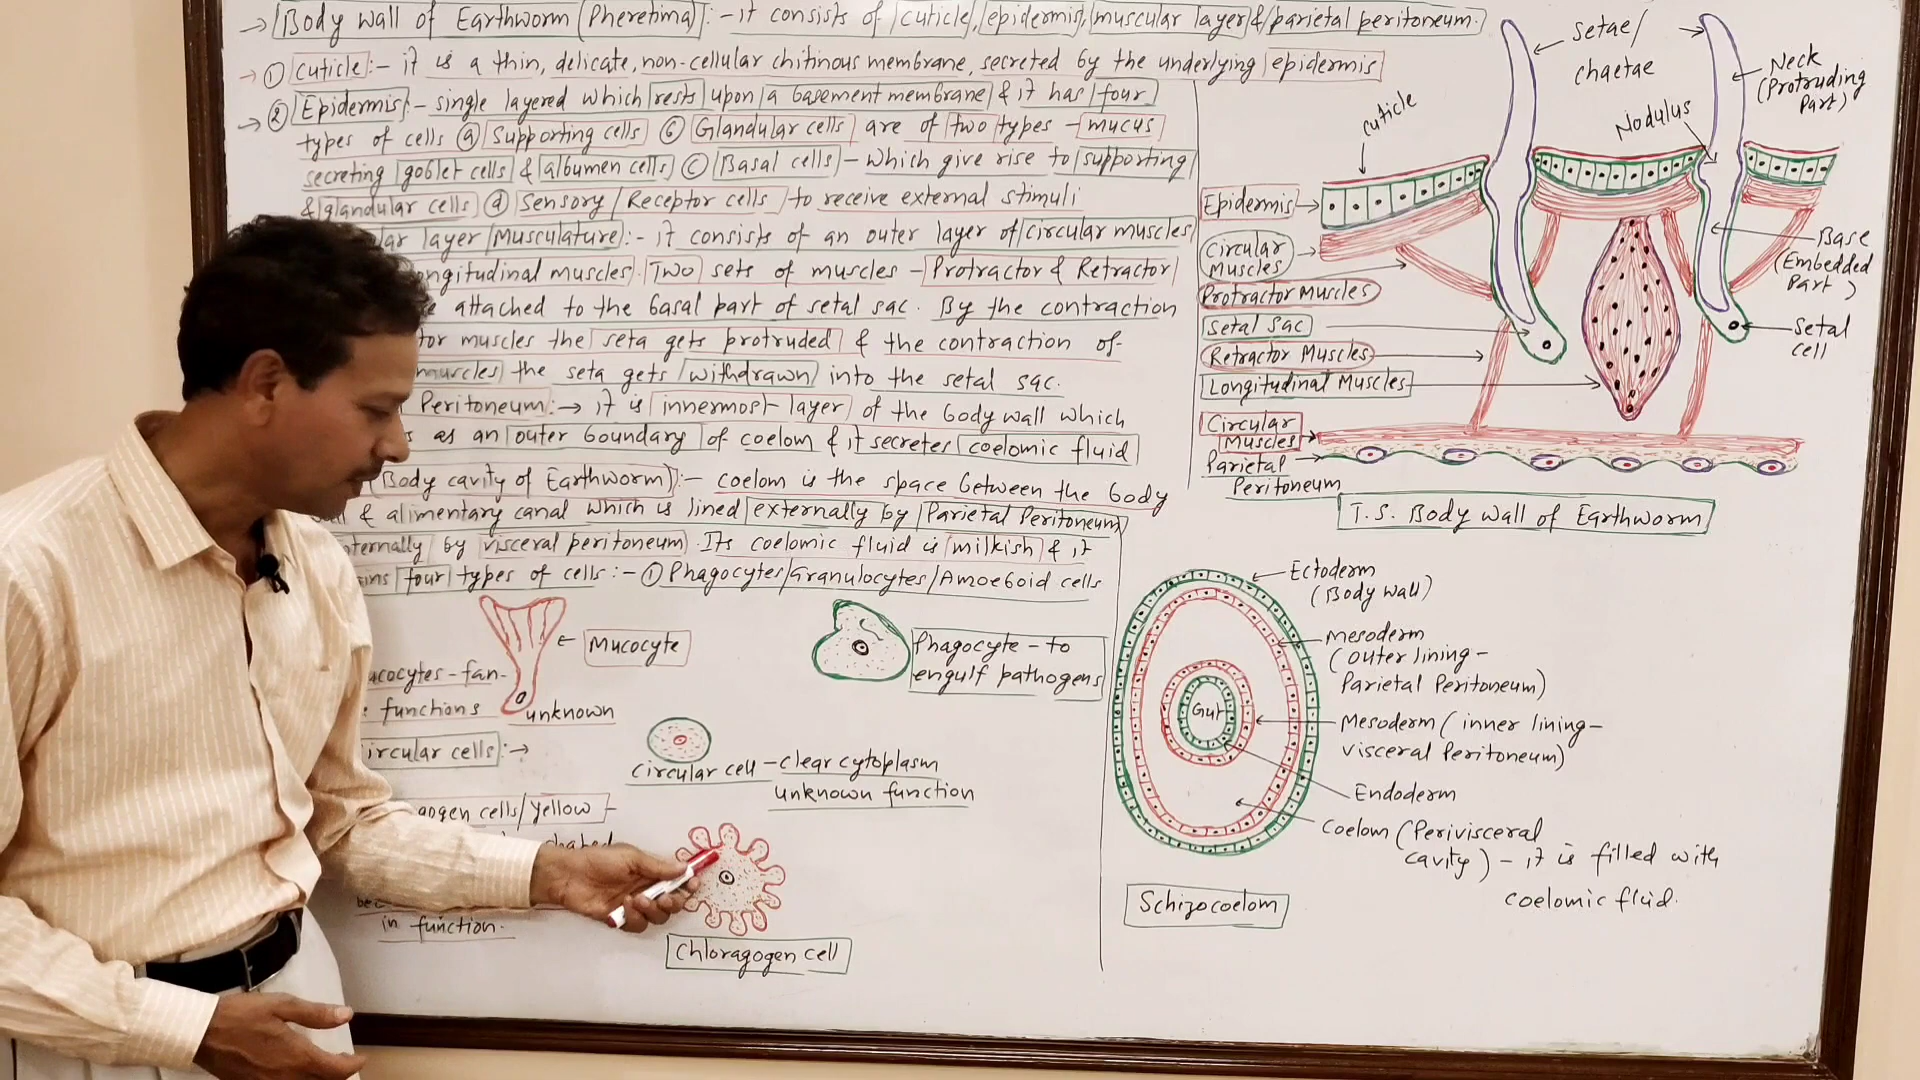 → Body wall of Earthworm (Pheretima) :- it consists of cuticle, epidermis, muscular layer & parietal peritoneum.
→ ① Cuticle :- it is a thin, delicate, non-cellular chitinous membrane, secreted by the underlying epidermis
→ ② Epidermis :- single layered which rests upon a basement membrane & it has four
types of cells ⓐ Supporting cells ⓑ Glandular cells are of two types - mucus
secreting goblet cells & albumen cells ⓒ Basal cells - which give rise to supporting
& glandular cells ⓓ Sensory/Receptor cells to receive external stimuli
lar layer/Musculature :- it consists of an outer layer of circular muscles
ongitudinal muscles. Two sets of muscles - Protractor & Retractor
e attached to the basal part of setal sac. By the contraction
tor muscles the seta gets protruded & the contraction of
the seta gets withdrawn into the setal sac.
Peritoneum :→ it is innermost layer of the body wall which
s as an outer boundary of coelom & it secretes coelomic fluid
(Body cavity of Earthworm) :- coelom is the space between the body
& alimentary canal which is lined externally by Parietal Peritoneum
ternally by visceral peritoneum. Its coelomic fluid is milkish & it
ins four types of cells :- ① Phagocytes/Granulocytes/Amoeboid cells
Mucocyte
Phagocyte - to
engulf pathogens
ucocytes - fan-
functions unknown
ircular cells :→
circular cell - clear cytoplasm
unknown function
agogen cells/yellow -
in function.
Chloragogen cell
Setae/
chaetae
Neck
(Protruding
Part)
Nodulus
cuticle
Epidermis
Circular
Muscles
Protractor Muscles
Setal Sac
Retractor Muscles
Longitudinal Muscles
Circular
Muscles
Parietal
Peritoneum
Base
(Embedded
Part)
Setal
cell
T.S. Body wall of Earthworm
Ectoderm
(Body wall)
Mesoderm
(outer lining -
Parietal Peritoneum)
Gut
Mesoderm (inner lining -
visceral Peritoneum)
Endoderm
Coelom (Perivisceral
cavity) - it is filled with
coelomic fluid.
Schizocoelom